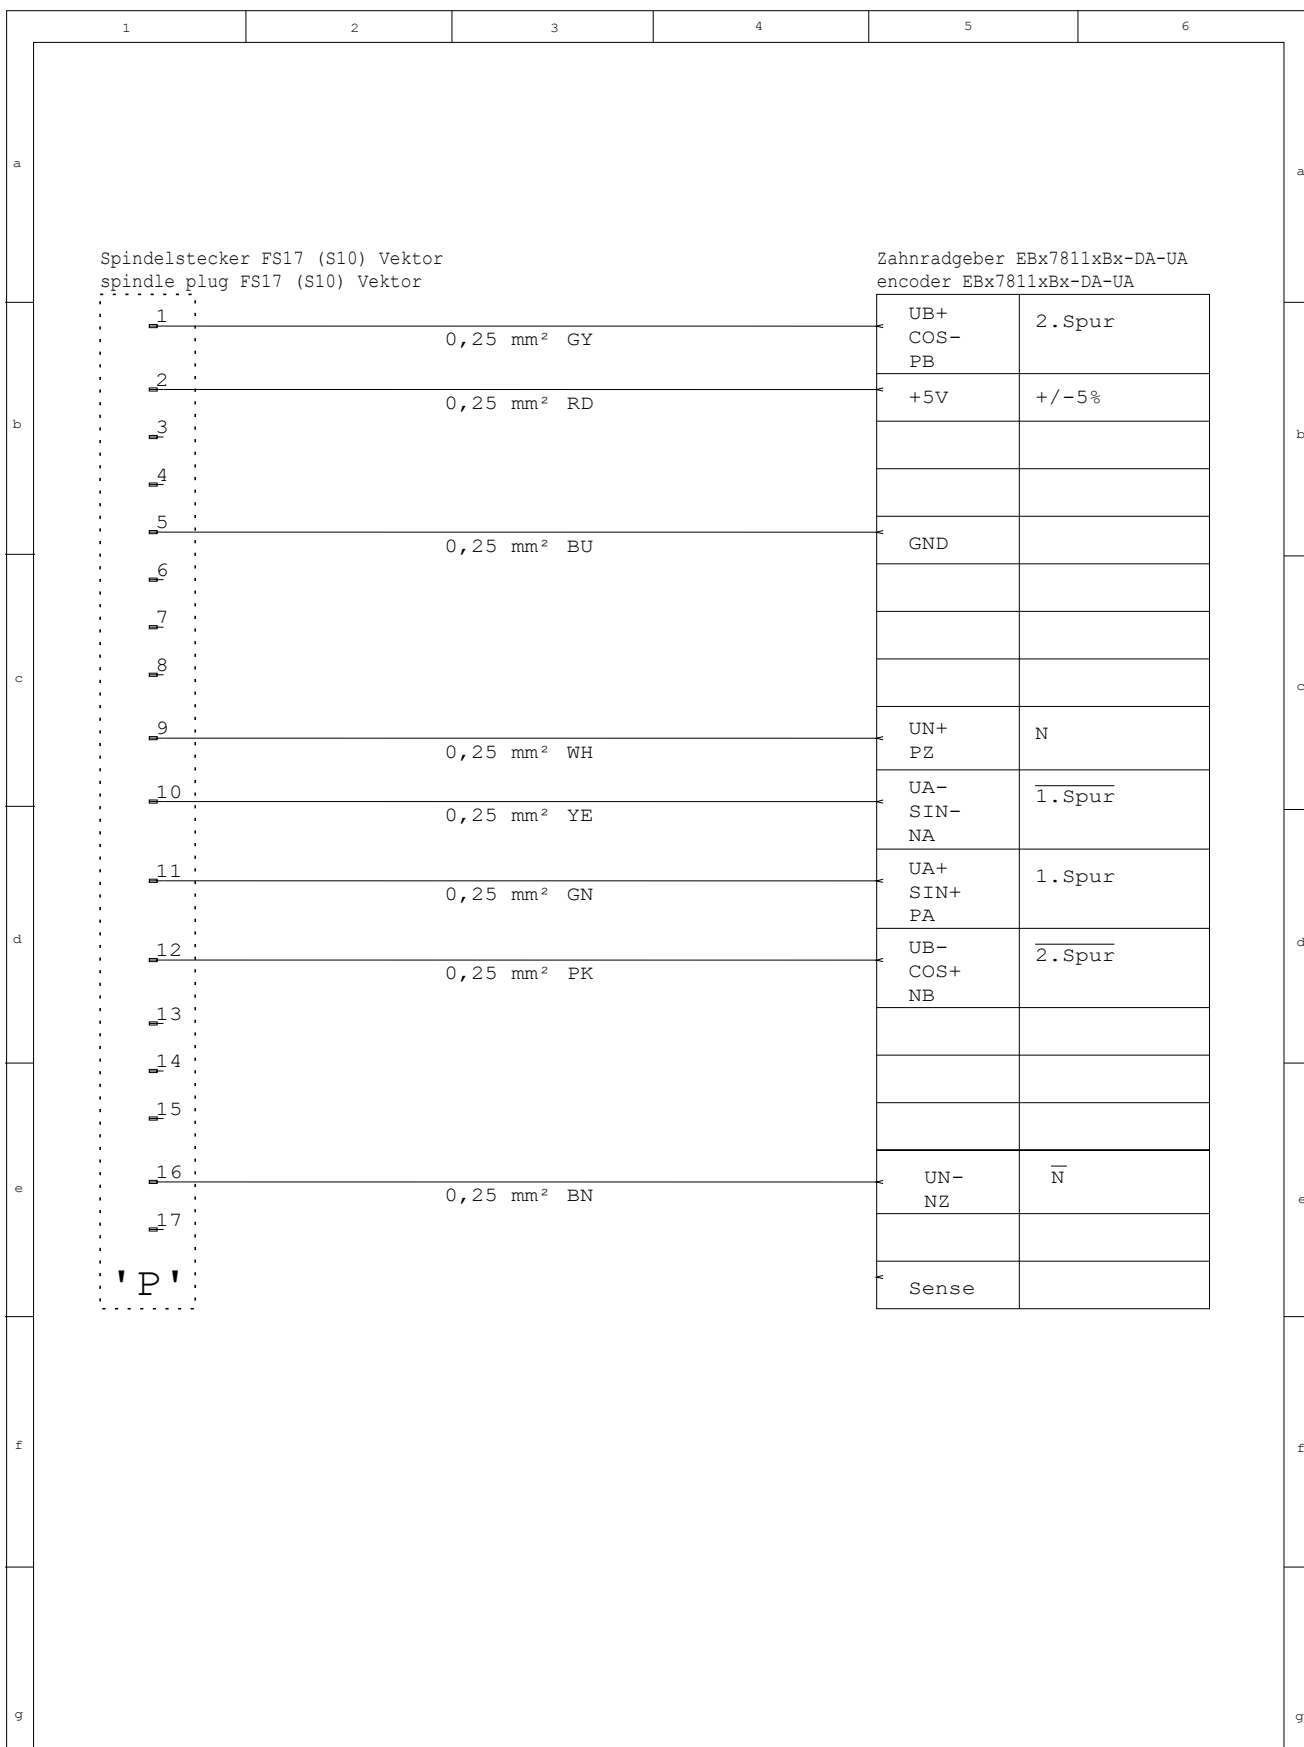 1 2 3 4 5 6
a a
Spindelstecker FS17 (S10) Vektor
spindle plug FS17 (S10) Vektor
Zahnradgeber EBx7811xBx-DA-UA
encoder EBx7811xBx-DA-UA
1
0,25 mm² GY
UB+
COS-
PB
2.Spur
2
0,25 mm² RD
+5V
+/-5%
b b
3
4
5
0,25 mm² BU
GND
6
7
8
c c
9
0,25 mm² WH
UN+
PZ
N
10
0,25 mm² YE
UA-
SIN-
NA
1.Spur
11
0,25 mm² GN
UA+
SIN+
PA
1.Spur
d d
12
0,25 mm² PK
UB-
COS+
NB
2.Spur
13
14
15
16
0,25 mm² BN
UN-
NZ
N
e e
17
'P'
Sense
f f
g g